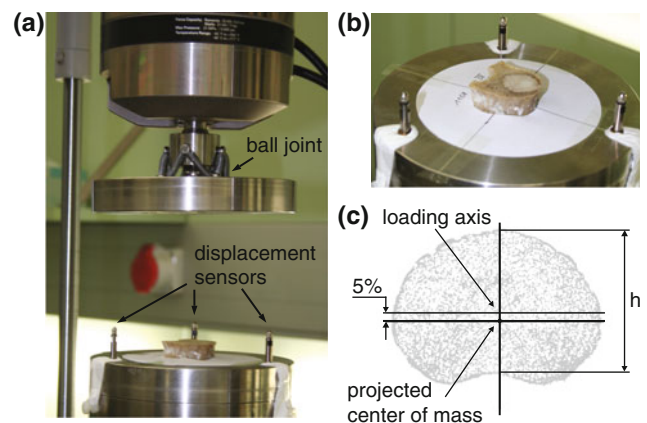 (a)
ball joint
displacement
sensors
(b)
(c)
loading axis
5%
h
projected
center of mass